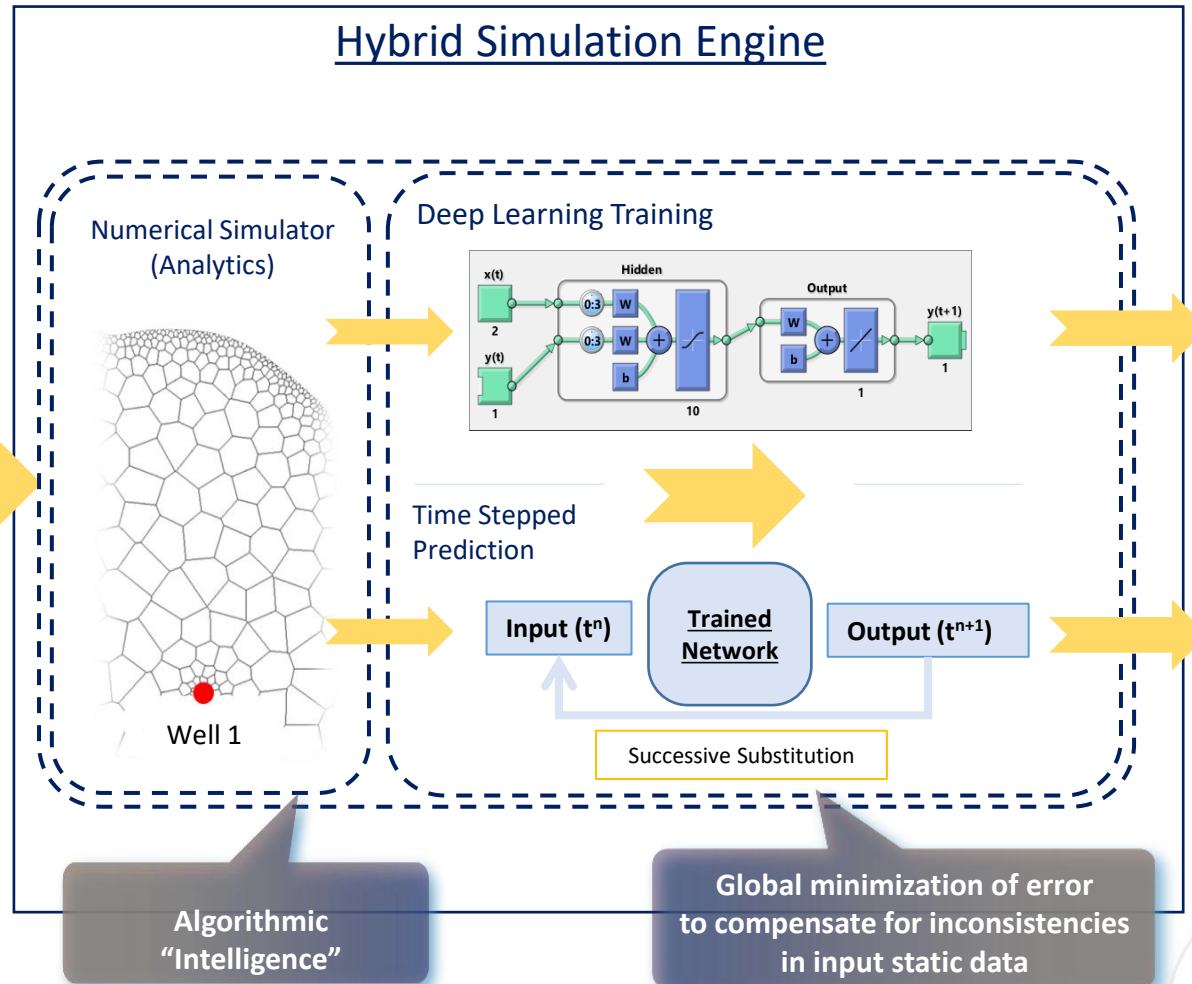 Hybrid Simulation Engine
Numerical Simulator
(Analytics)
Well 1
Deep Learning Training
Hidden
Output
x(t)
2
y(t)
1
0:3
W
0:3
W
+
b
10
W
+
b
1
y(t+1)
1
Time Stepped
Prediction
Input (tⁿ)
Trained
Network
Output (tⁿ⁺¹)
Successive Substitution
Algorithmic
“Intelligence”
Global minimization of error
to compensate for inconsistencies
in input static data